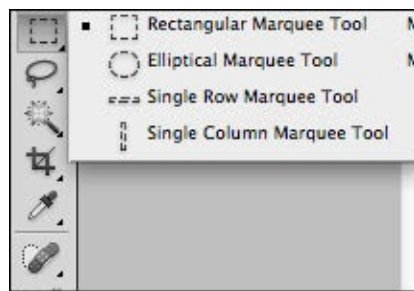 Rectangular Marquee Tool M
Elliptical Marquee Tool M
Single Row Marquee Tool
Single Column Marquee Tool